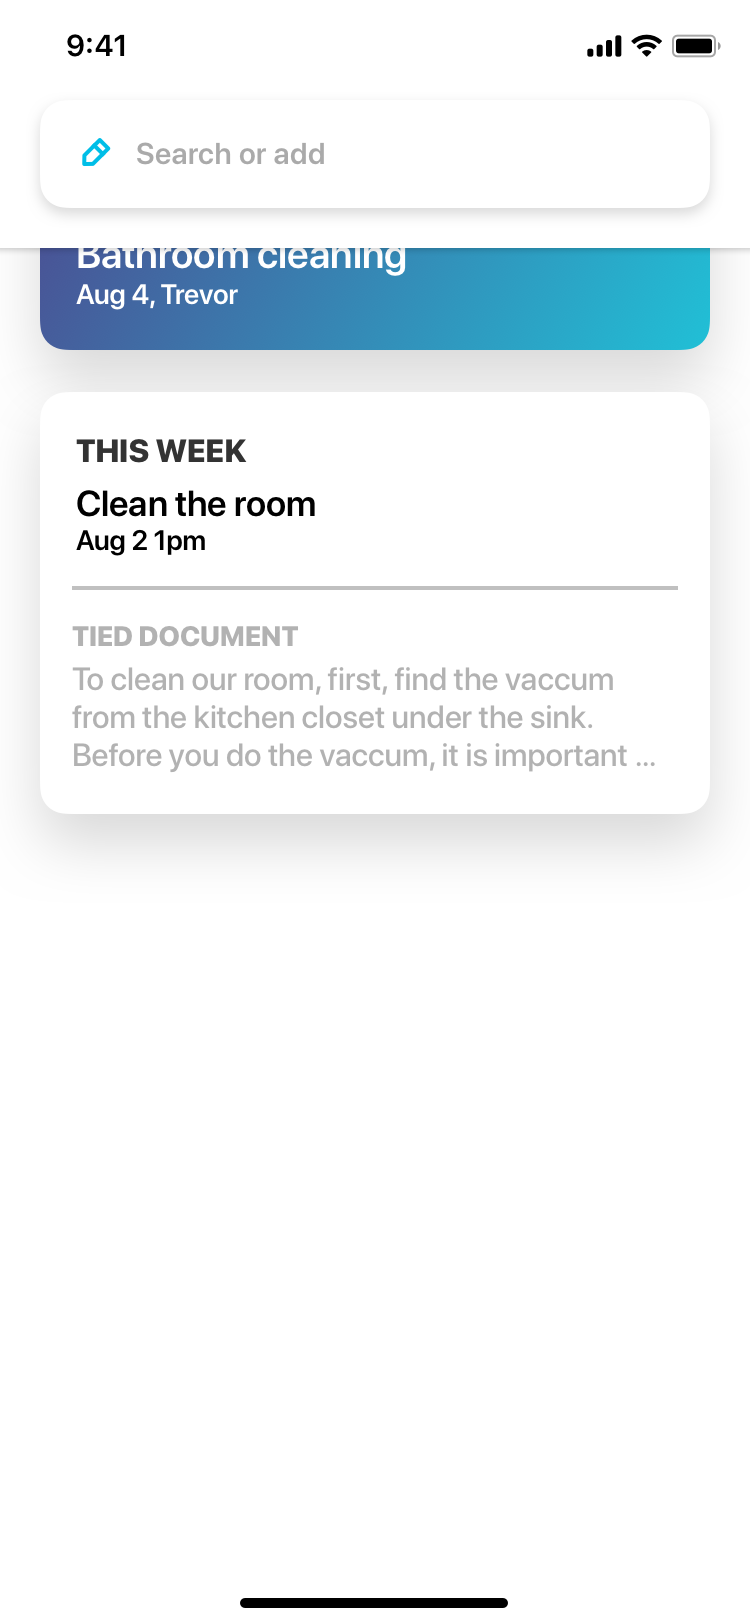 9:41
Search or add
Bathroom cleaning
Aug 4, Trevor
THIS WEEK
Clean the room
Aug 2 1pm
TIED DOCUMENT
To clean our room, first, find the vaccum
from the kitchen closet under the sink.
Before you do the vaccum, it is important ...